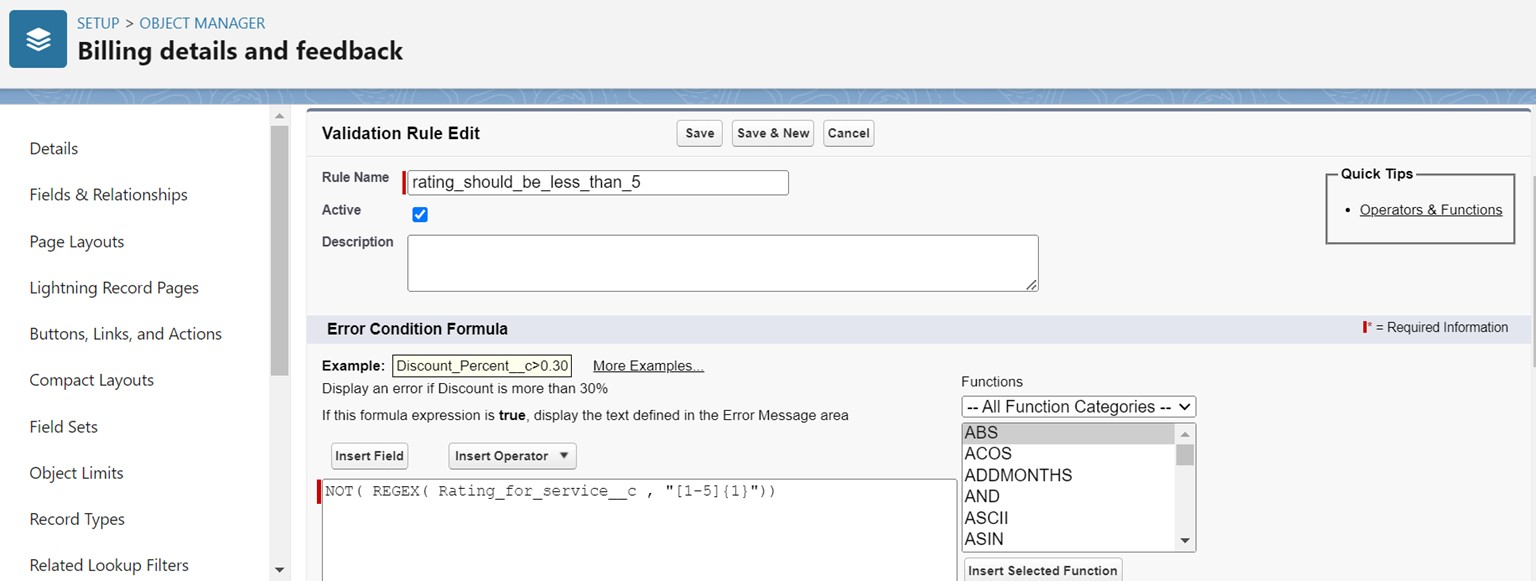 SETUP > OBJECT MANAGER
Billing details and feedback
Details
Fields & Relationships
Page Layouts
Lightning Record Pages
Buttons, Links, and Actions
Compact Layouts
Field Sets
Object Limits
Record Types
Related Lookup Filters
Validation Rule Edit
Save
Save & New
Cancel
Rule Name
rating_should_be_less_than_5
Active
Description
Quick Tips
• Operators & Functions
Error Condition Formula
* = Required Information
Example: Discount_Percent__c>0.30 More Examples...
Display an error if Discount is more than 30%
If this formula expression is true, display the text defined in the Error Message area
Insert Field
Insert Operator
NOT( REGEX( Rating_for_service__c , "[1-5]{1}"))
Functions
-- All Function Categories --
ABS
ACOS
ADDMONTHS
AND
ASCII
ASIN
Insert Selected Function